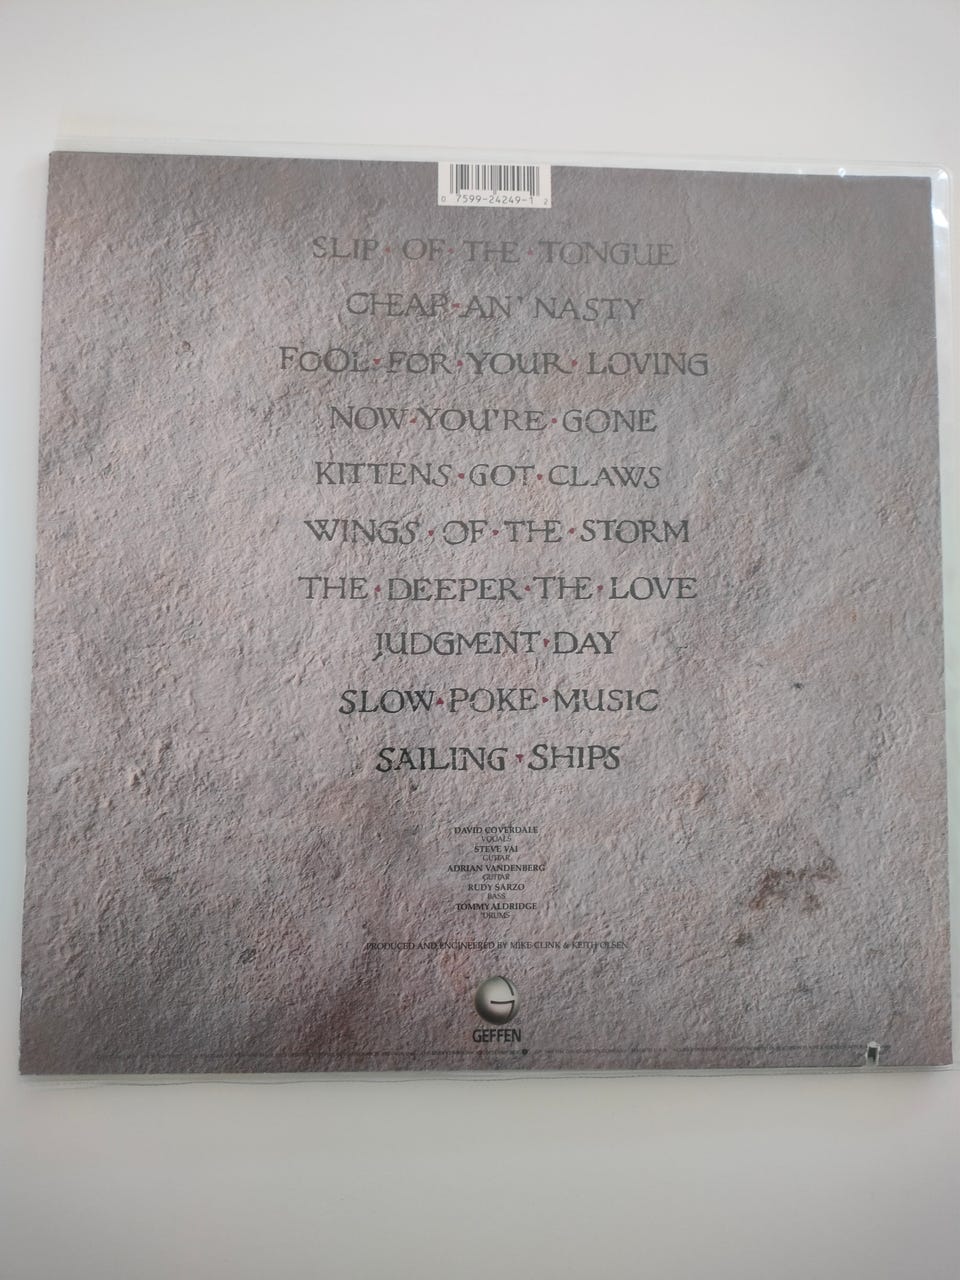 0 7599-24249-1 2
SLIP · OF · THE · TONGUE
CHEAP · AN' NASTY
FOOL · FOR · YOUR · LOVING
NOW · YOU'RE · GONE
KITTENS · GOT · CLAWS
WINGS · OF · THE · STORM
THE · DEEPER · THE · LOVE
JUDGMENT · DAY
SLOW · POKE · MUSIC
SAILING · SHIPS
DAVID COVERDALE
VOCALS
STEVE VAI
GUITAR
ADRIAN VANDENBERG
GUITAR
RUDY SARZO
BASS
TOMMY ALDRIDGE
DRUMS
PRODUCED AND ENGINEERED BY MIKE CLINK & KEITH OLSEN
GEFFEN